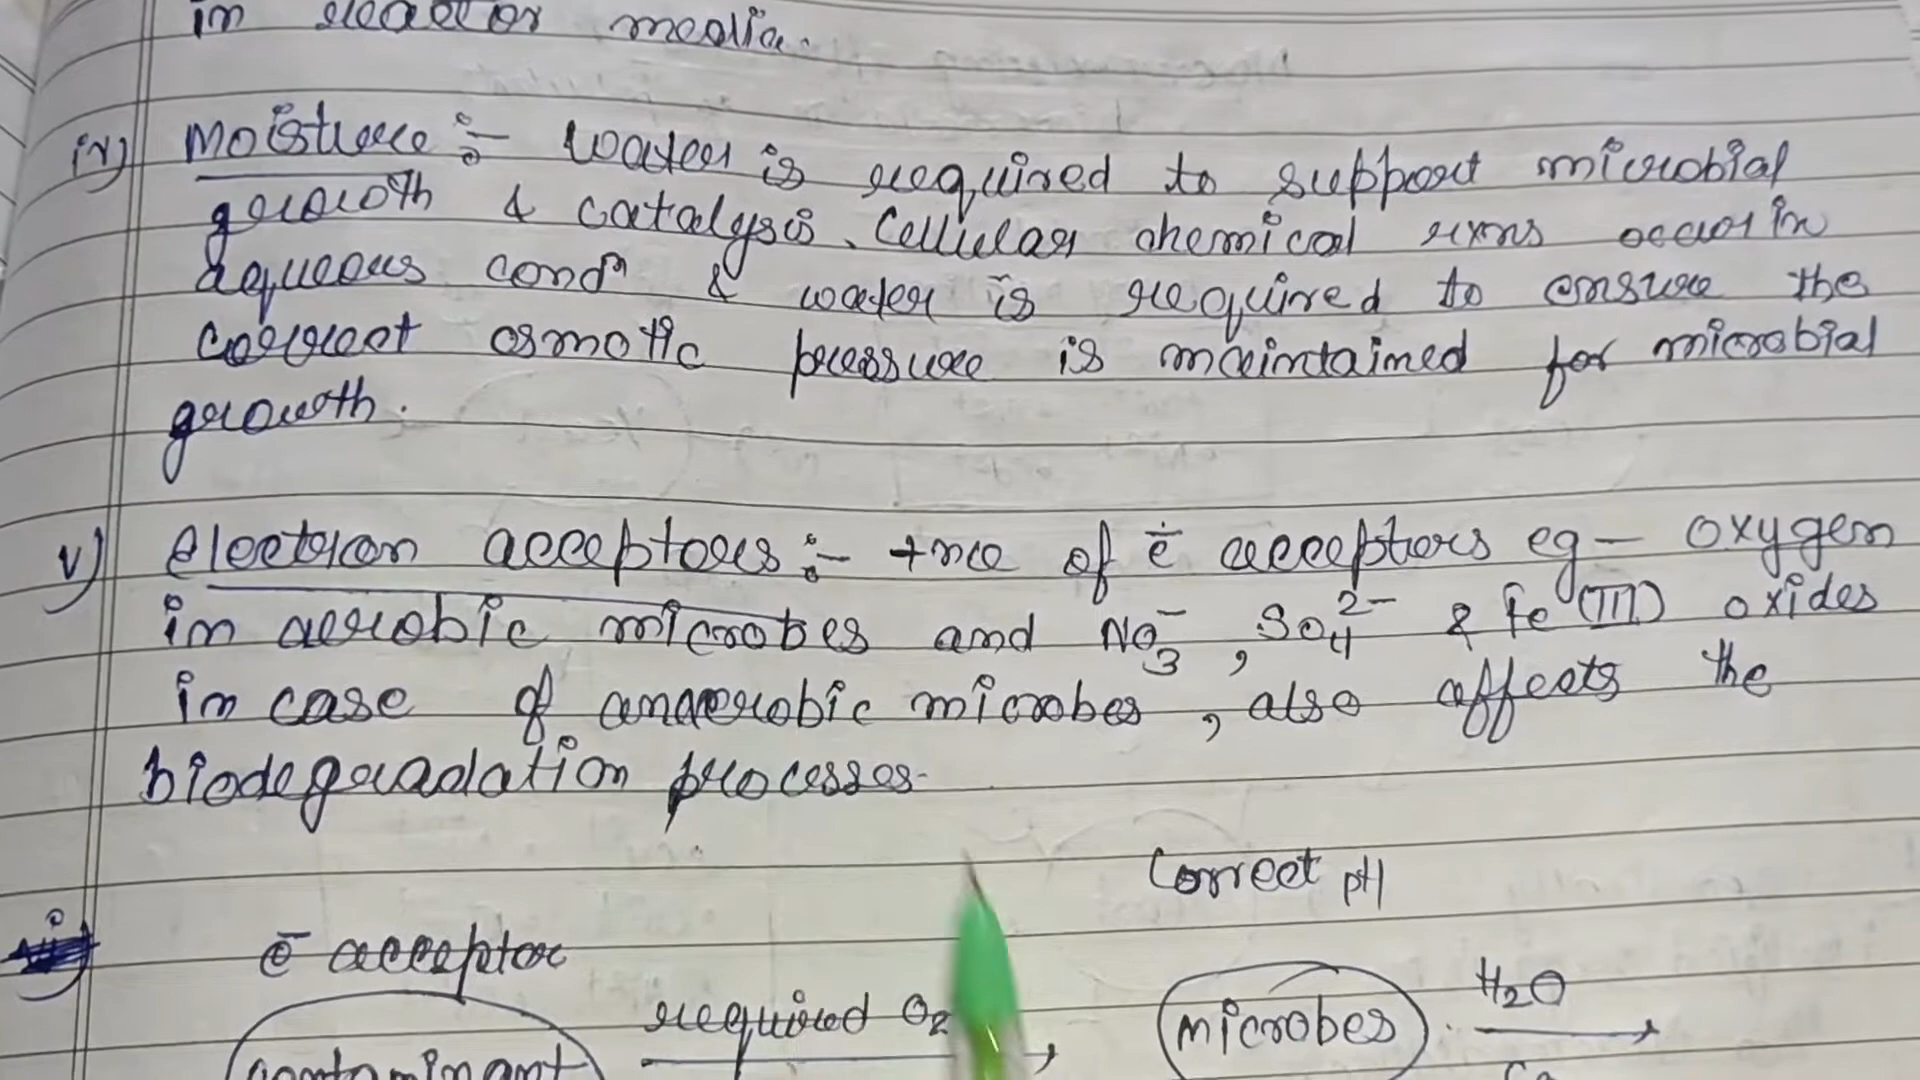 in reactor media.
iv) Moisture :- Water is required to support microbial
growth & catalysis. Cellular chemical rxns occur in
aqueous condn & water is required to ensure the
correct osmotic pressure is maintained for microbial
growth.
v) Electron acceptors :- +nce of e- acceptors eg- oxygen
in aerobic microbes and NO3-, SO4 2- & Fe(III) oxides
in case of anaerobic microbes, also affects the
biodegradation processes.
Correct pH
e- acceptor
required O2
microbes
H2O
contaminant